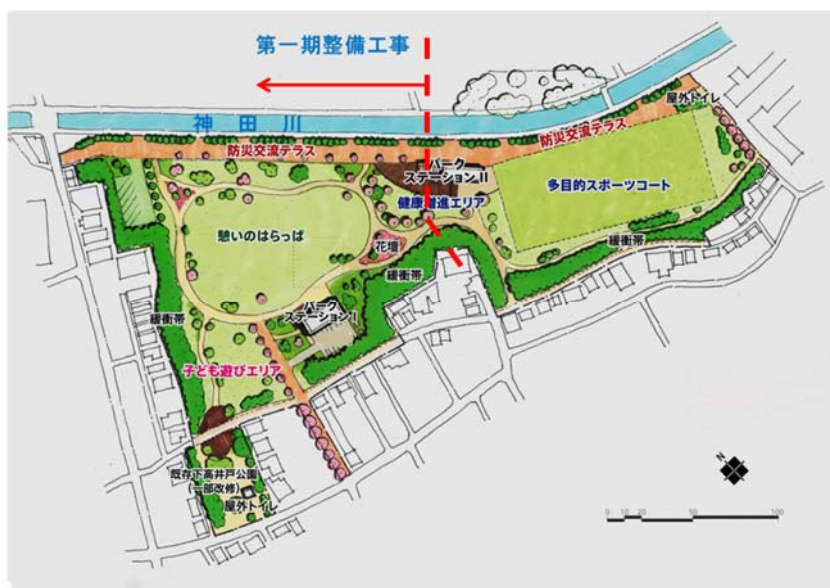 第一期整備工事
神田川
屋外トイレ
防災交流テラス
防災交流テラス
パーク
ステーションⅡ
多目的スポーツコート
健康増進エリア
憩いのはらっぱ
花壇
緩衝帯
緩衝帯
パーク
ステーションⅠ
緩衝帯
子ども遊びエリア
既存下高井戸公園
(一部改修)
屋外トイレ
N
0 10 20 50 100